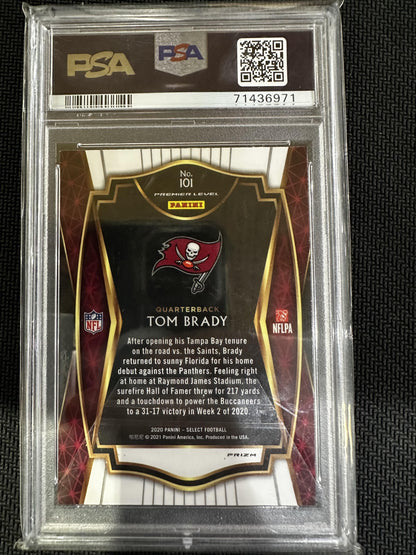 PSA
PSA
71436971
No.
101
PREMIER LEVEL
PANINI
QUARTERBACK
TOM BRADY
NFL
NFLPA
After opening his Tampa Bay tenure
on the road vs. the Saints, Brady
returned to sunny Florida for his home
debut against the Panthers. Feeling right
at home at Raymond James Stadium, the
surefire Hall of Famer threw for 217 yards
and a touchdown to power the Buccaneers
to a 31-17 victory in Week 2 of 2020.
2020 PANINI - SELECT FOOTBALL
© 2021 Panini America, Inc. Produced in the USA.
PRIZM